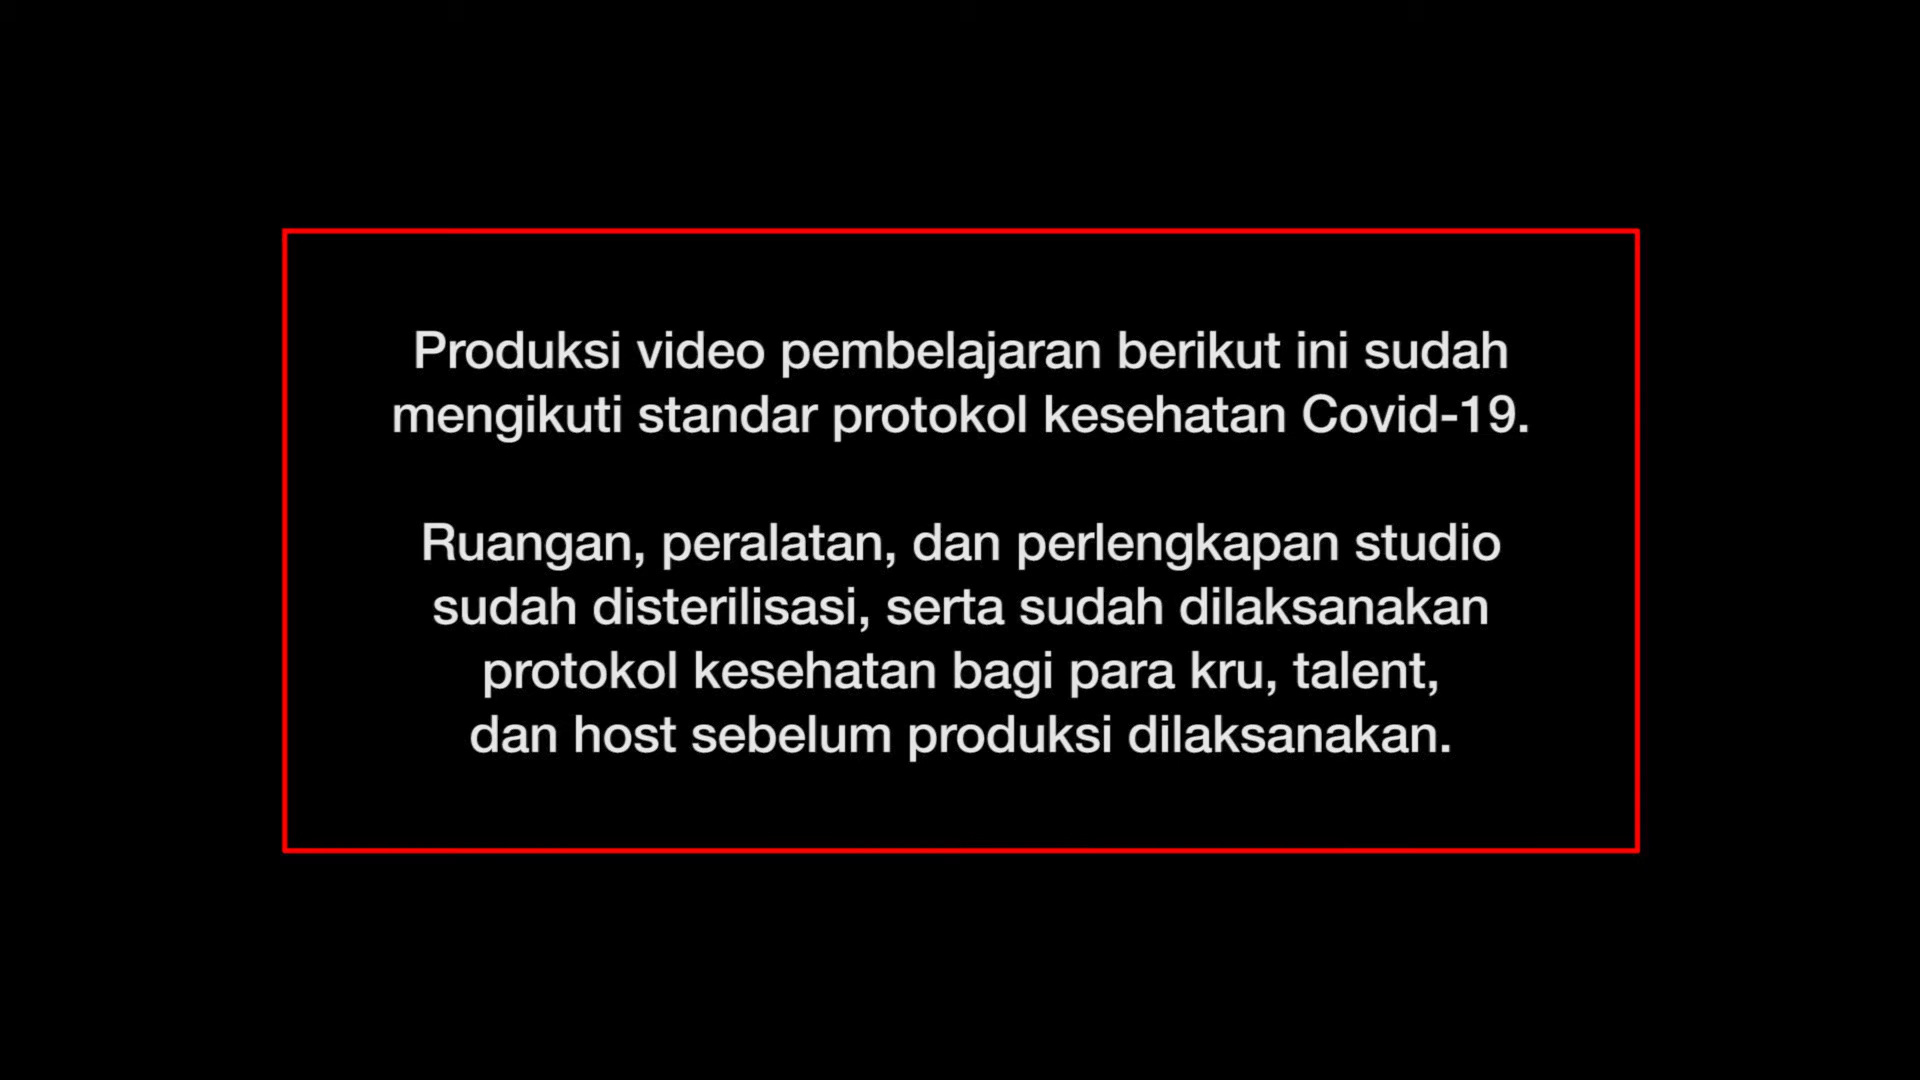 Produksi video pembelajaran berikut ini sudah
mengikuti standar protokol kesehatan Covid-19.
Ruangan, peralatan, dan perlengkapan studio
sudah disterilisasi, serta sudah dilaksanakan
protokol kesehatan bagi para kru, talent,
dan host sebelum produksi dilaksanakan.